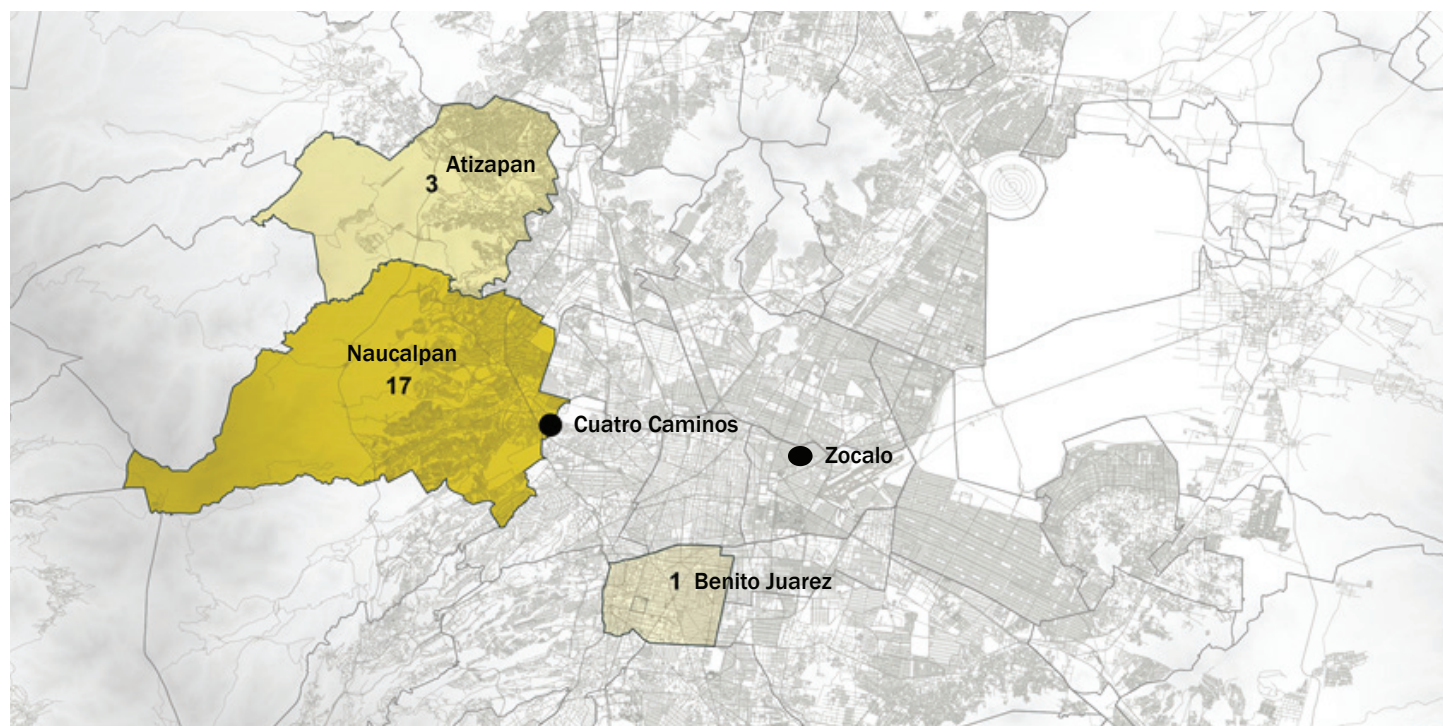 Atizapan
3
Naucalpan
17
Cuatro Caminos
Zocalo
1 Benito Juarez